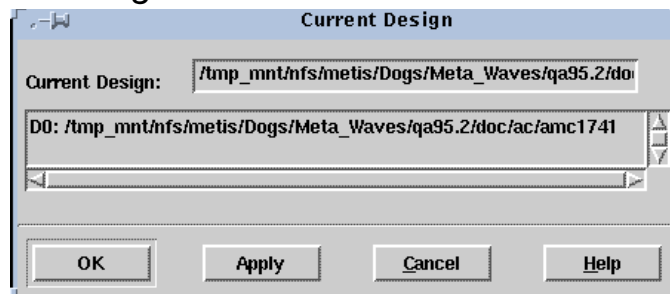 Current Design
Current Design: /tmp_mnt/nfs/metis/Dogs/Meta_Waves/qa95.2/do
D0: /tmp_mnt/nfs/metis/Dogs/Meta_Waves/qa95.2/doc/ac/amc1741
OK Apply Cancel Help